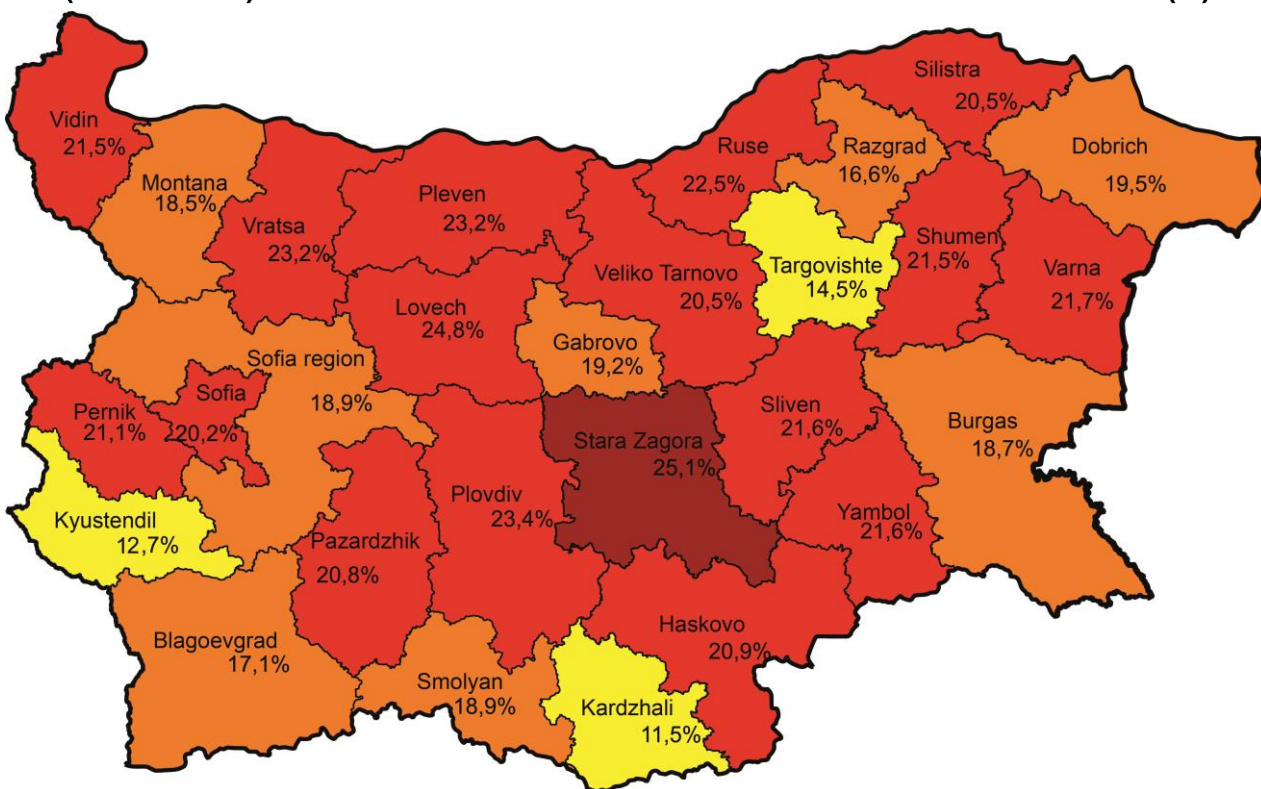 Silistra
20,5%
Vidin
21,5%
Ruse
22,5%
Razgrad
16,6%
Dobrich
19,5%
Montana
18,5%
Pleven
23,2%
Vratsa
23,2%
Shumen
21,5%
Varna
21,7%
Targovishte
14,5%
Veliko Tarnovo
20,5%
Lovech
24,8%
Gabrovo
19,2%
Sofia region
18,9%
Sofia
220,2%
Pernik
21,1%
Sliven
21,6%
Burgas
18,7%
Stara Zagora
25,1%
Plovdiv
23,4%
Yambol
21,6%
Kyustendil
12,7%
Pazardzhik
20,8%
Haskovo
20,9%
Blagoevgrad
17,1%
Smolyan
18,9%
Kardzhali
11,5%